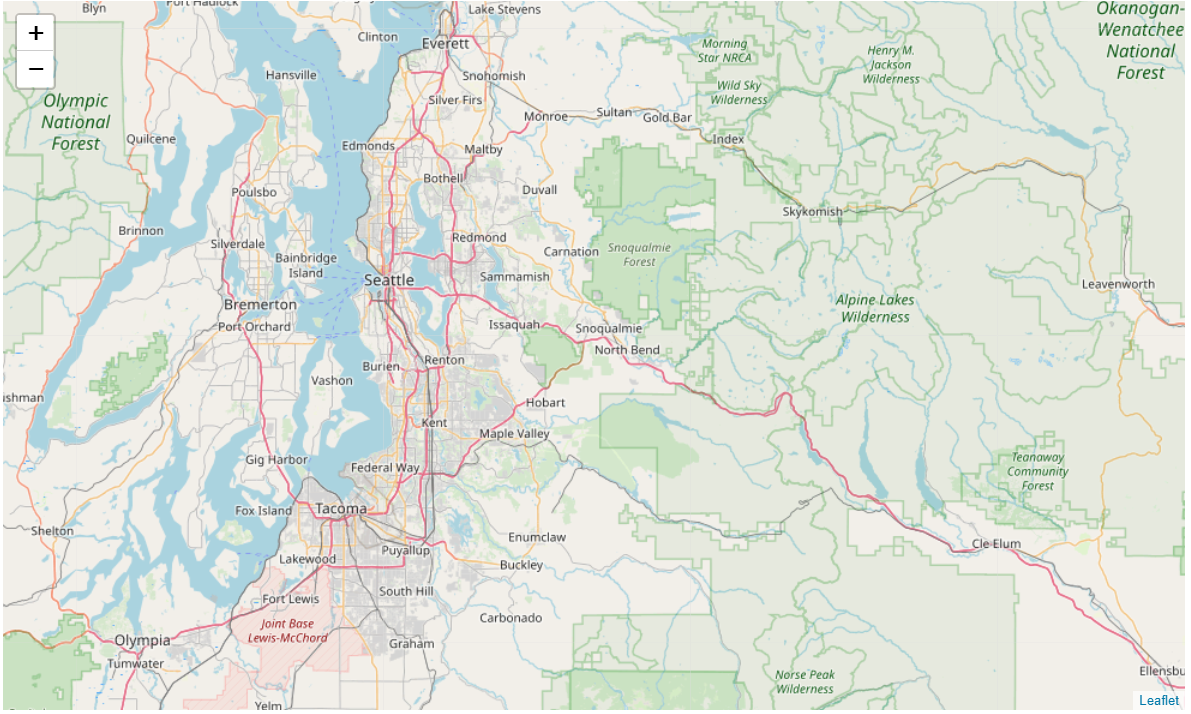 Blyn
Port Hadlock
Lake Stevens
Okanogan-
Wenatchee
National
Forest
+
−
Clinton
Everett
Morning
Star NRCA
Henry M.
Jackson
Wilderness
Hansville
Snohomish
Wild Sky
Wilderness
Olympic
National
Forest
Silver Firs
Monroe
Sultan
Gold Bar
Quilcene
Edmonds
Maltby
Index
Bothell
Duvall
Poulsbo
Skykomish
Brinnon
Silverdale
Redmond
Carnation
Snoqualmie
Forest
Bainbridge
Island
Seattle
Sammamish
Leavenworth
Bremerton
Alpine Lakes
Wilderness
Port Orchard
Issaquah
Snoqualmie
North Bend
Burien
Renton
Vashon
ushman
Hobart
Kent
Maple Valley
Gig Harbor
Federal Way
Teanaway
Community
Forest
Fox Island
Tacoma
Shelton
Enumclaw
Cle Elum
Puyallup
Lakewood
Buckley
Fort Lewis
South Hill
Joint Base
Lewis-McChord
Carbonado
Olympia
Graham
Tumwater
Norse Peak
Wilderness
Ellensbu
Yelm
Leaflet